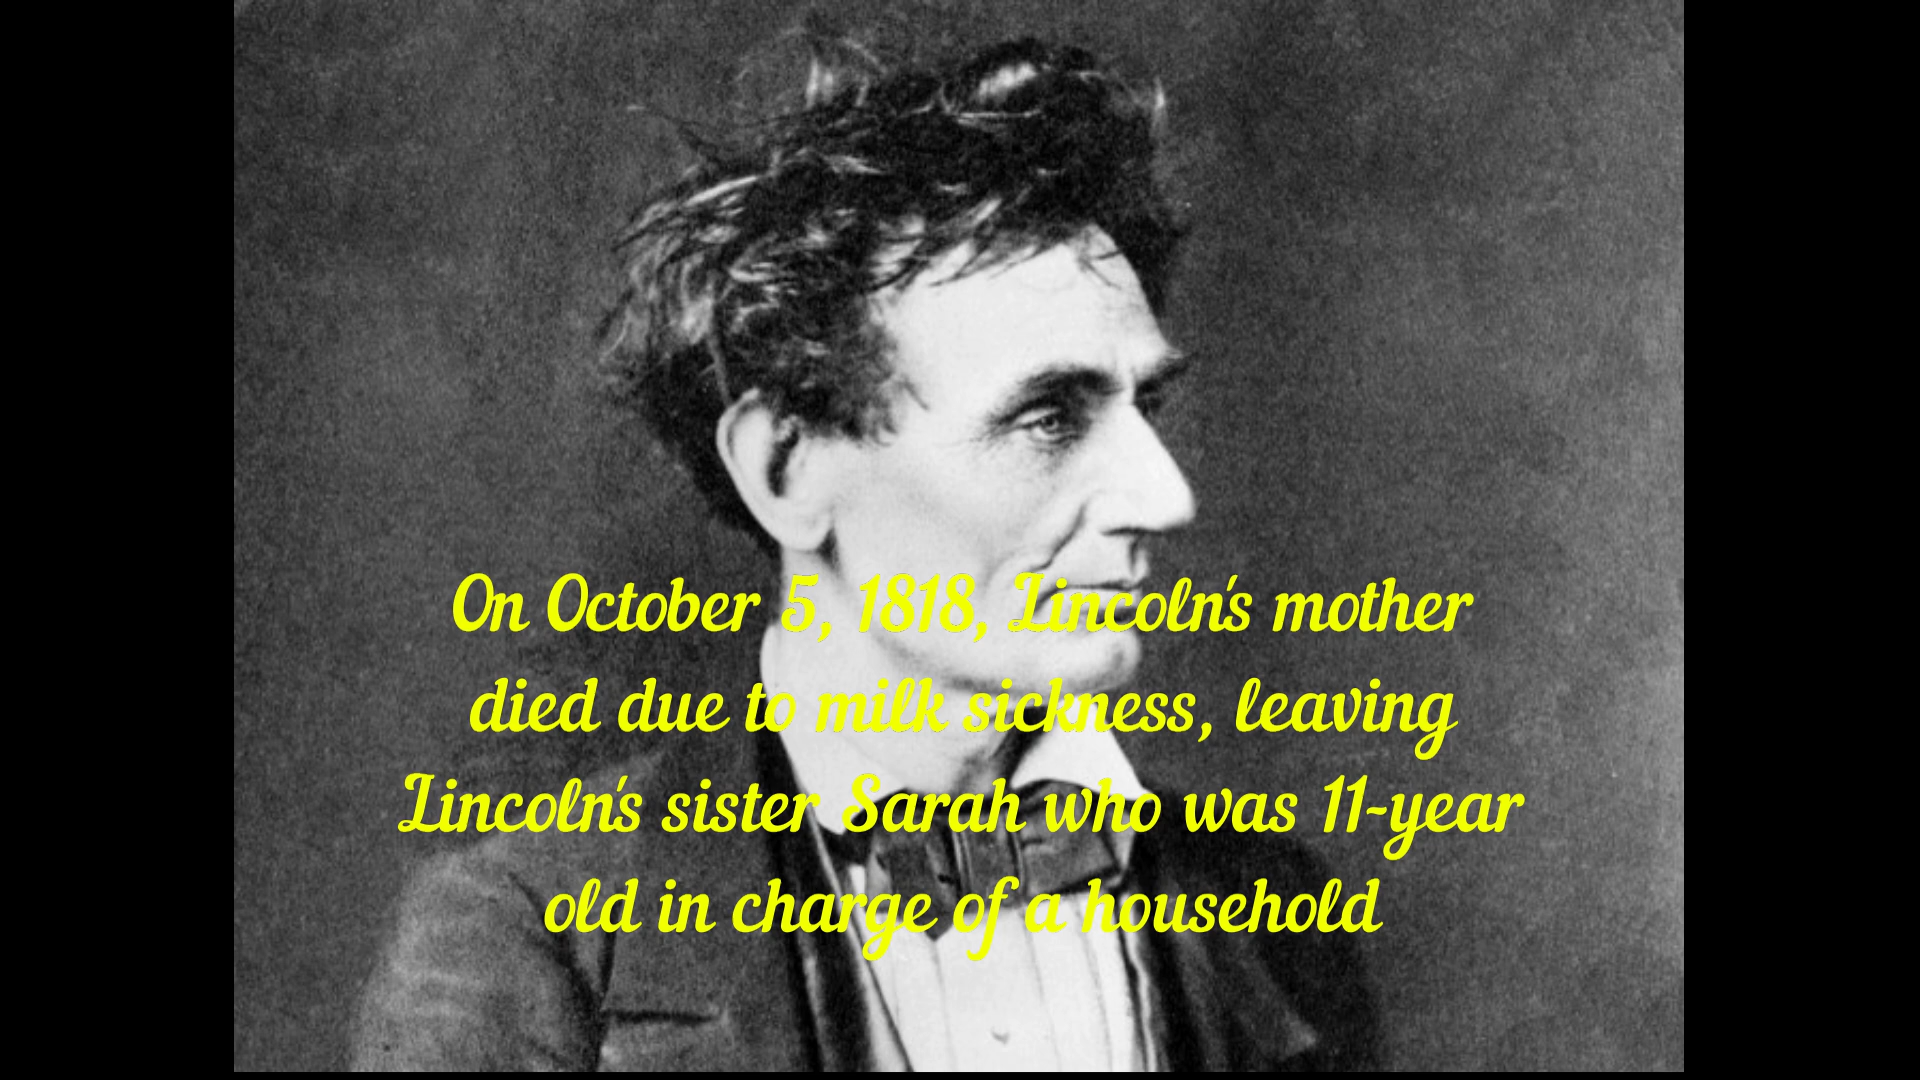 On October 5, 1818, Lincoln's mother
died due to milk sickness, leaving
Lincoln's sister Sarah who was 11-year
old in charge of a household